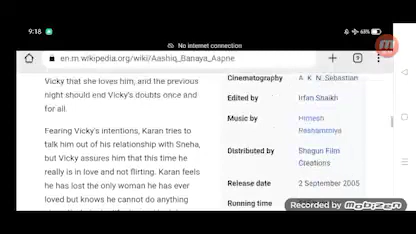 9:18
63%
No internet connection
en.m.wikipedia.org/wiki/Aashiq_Banaya_Aapne
9
Vicky that she loves him, and the previous
night should end Vicky's doubts once and
for all.
Fearing Vicky's intentions, Karan tries to
talk him out of his relationship with Sneha,
but Vicky assures him that this time he
really is in love and not flirting. Karan feels
he has lost the only woman he has ever
loved but knows he cannot do anything
Cinematography A. K. N. Sebastian
Edited by Irfan Shaikh
Music by Himesh
Reshammiya
Distributed by Shagun Film
Creations
Release date 2 September 2005
Running time
Recorded by mobizen